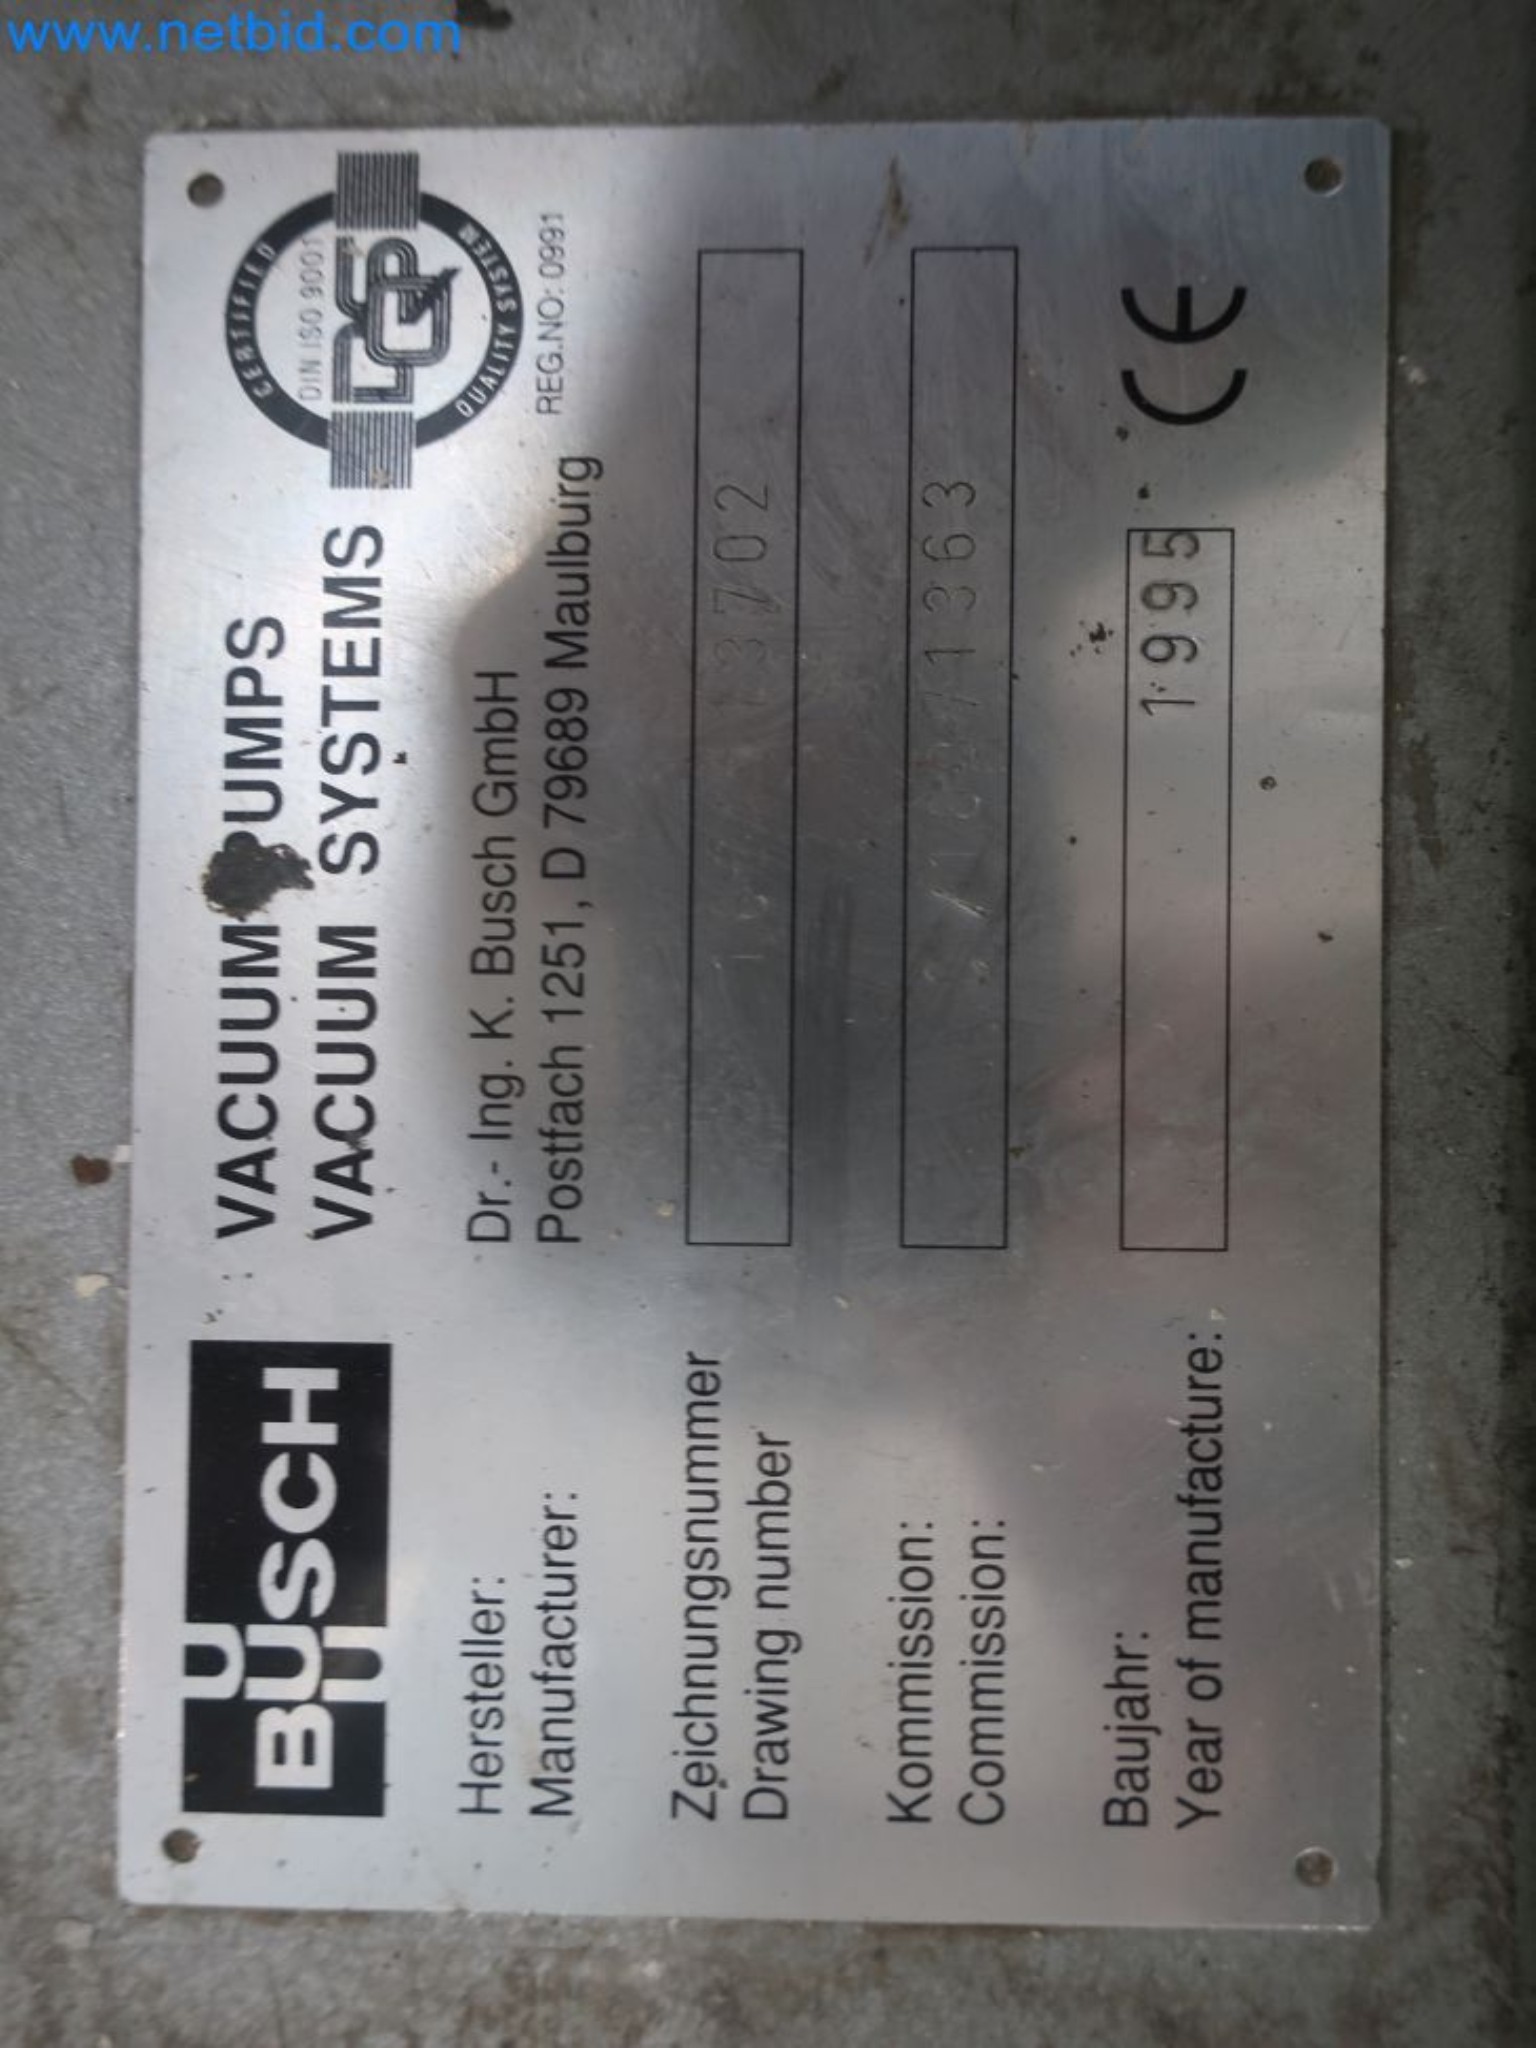 www.netbid.com
BUSCH
VACUUM PUMPS
VACUUM SYSTEMS
CERTIFIED
DIN ISO 9001
QUALITY SYSTEM
REG.NO: 0991
Hersteller:
Manufacturer:
Dr.- Ing. K. Busch GmbH
Postfach 1251, D 79689 Maulburg
Zeichnungsnummer
Drawing number
Kommission:
Commission:
Baujahr:
Year of manufacture:
1995
CE